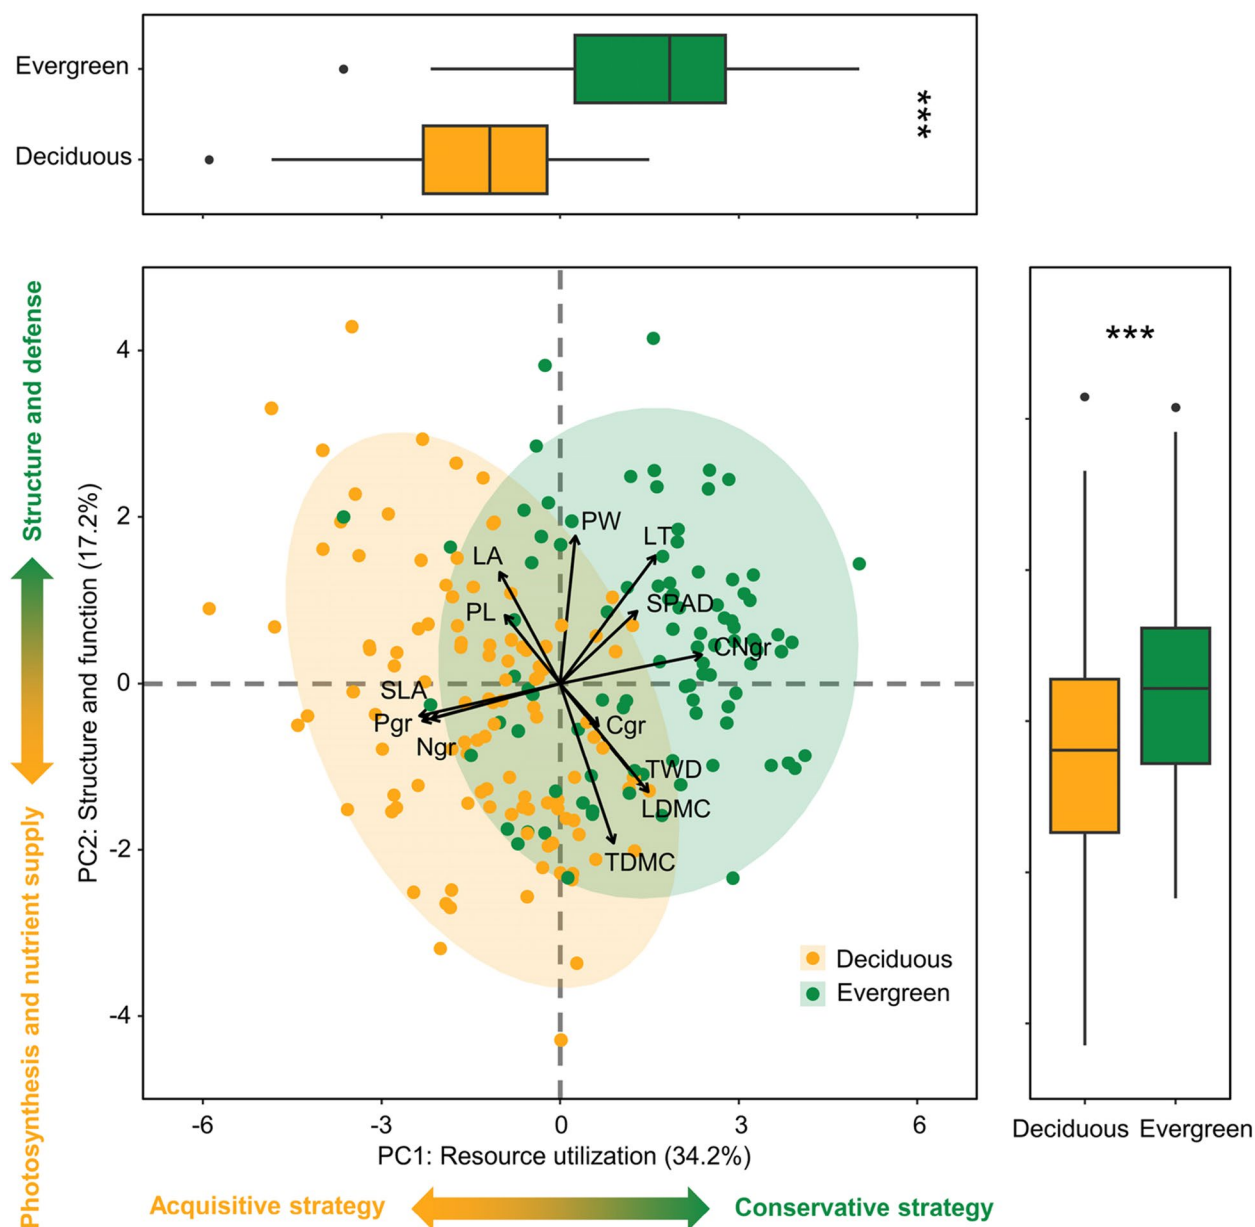 Evergreen
Deciduous
***
Structure and defense
Photosynthesis and nutrient supply
PC2: Structure and function (17.2%)
4
2
0
-2
-4
PW
LT
LA
SPAD
PL
CNgr
SLA
Pgr
Cgr
Ngr
TWD
LDMC
TDMC
Deciduous
Evergreen
-6
-3
0
3
6
PC1: Resource utilization (34.2%)
Acquisitive strategy
Conservative strategy
***
Deciduous
Evergreen